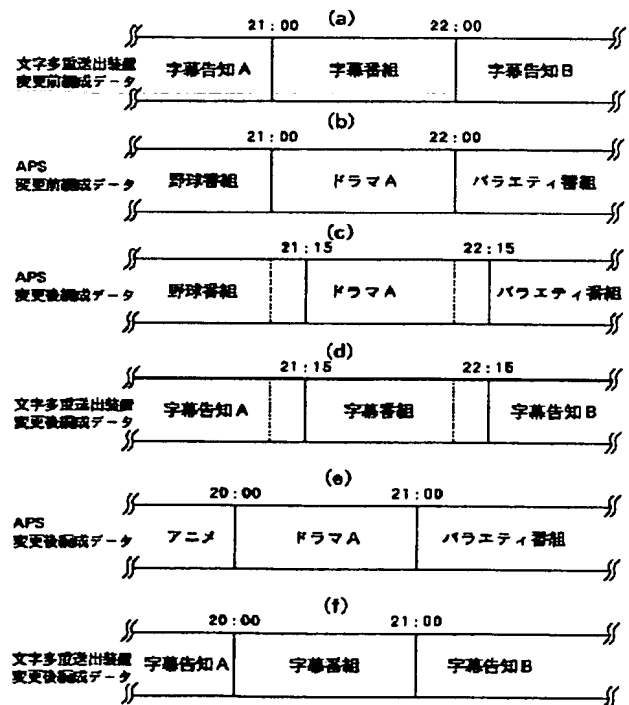 (a)
21:00 22:00
文字多重送出装置
変更前編成データ
字幕告知A 字幕番組 字幕告知B
(b)
21:00 22:00
APS
変更前編成データ
野球番組 ドラマA バラエティ番組
(c)
21:15 22:15
APS
変更後編成データ
野球番組 ドラマA バラエティ番組
(d)
21:15 22:15
文字多重送出装置
変更後編成データ
字幕告知A 字幕番組 字幕告知B
(e)
20:00 21:00
APS
変更後編成データ
アニメ ドラマA バラエティ番組
(f)
20:00 21:00
文字多重送出装置
変更後編成データ
字幕告知A 字幕番組 字幕告知B